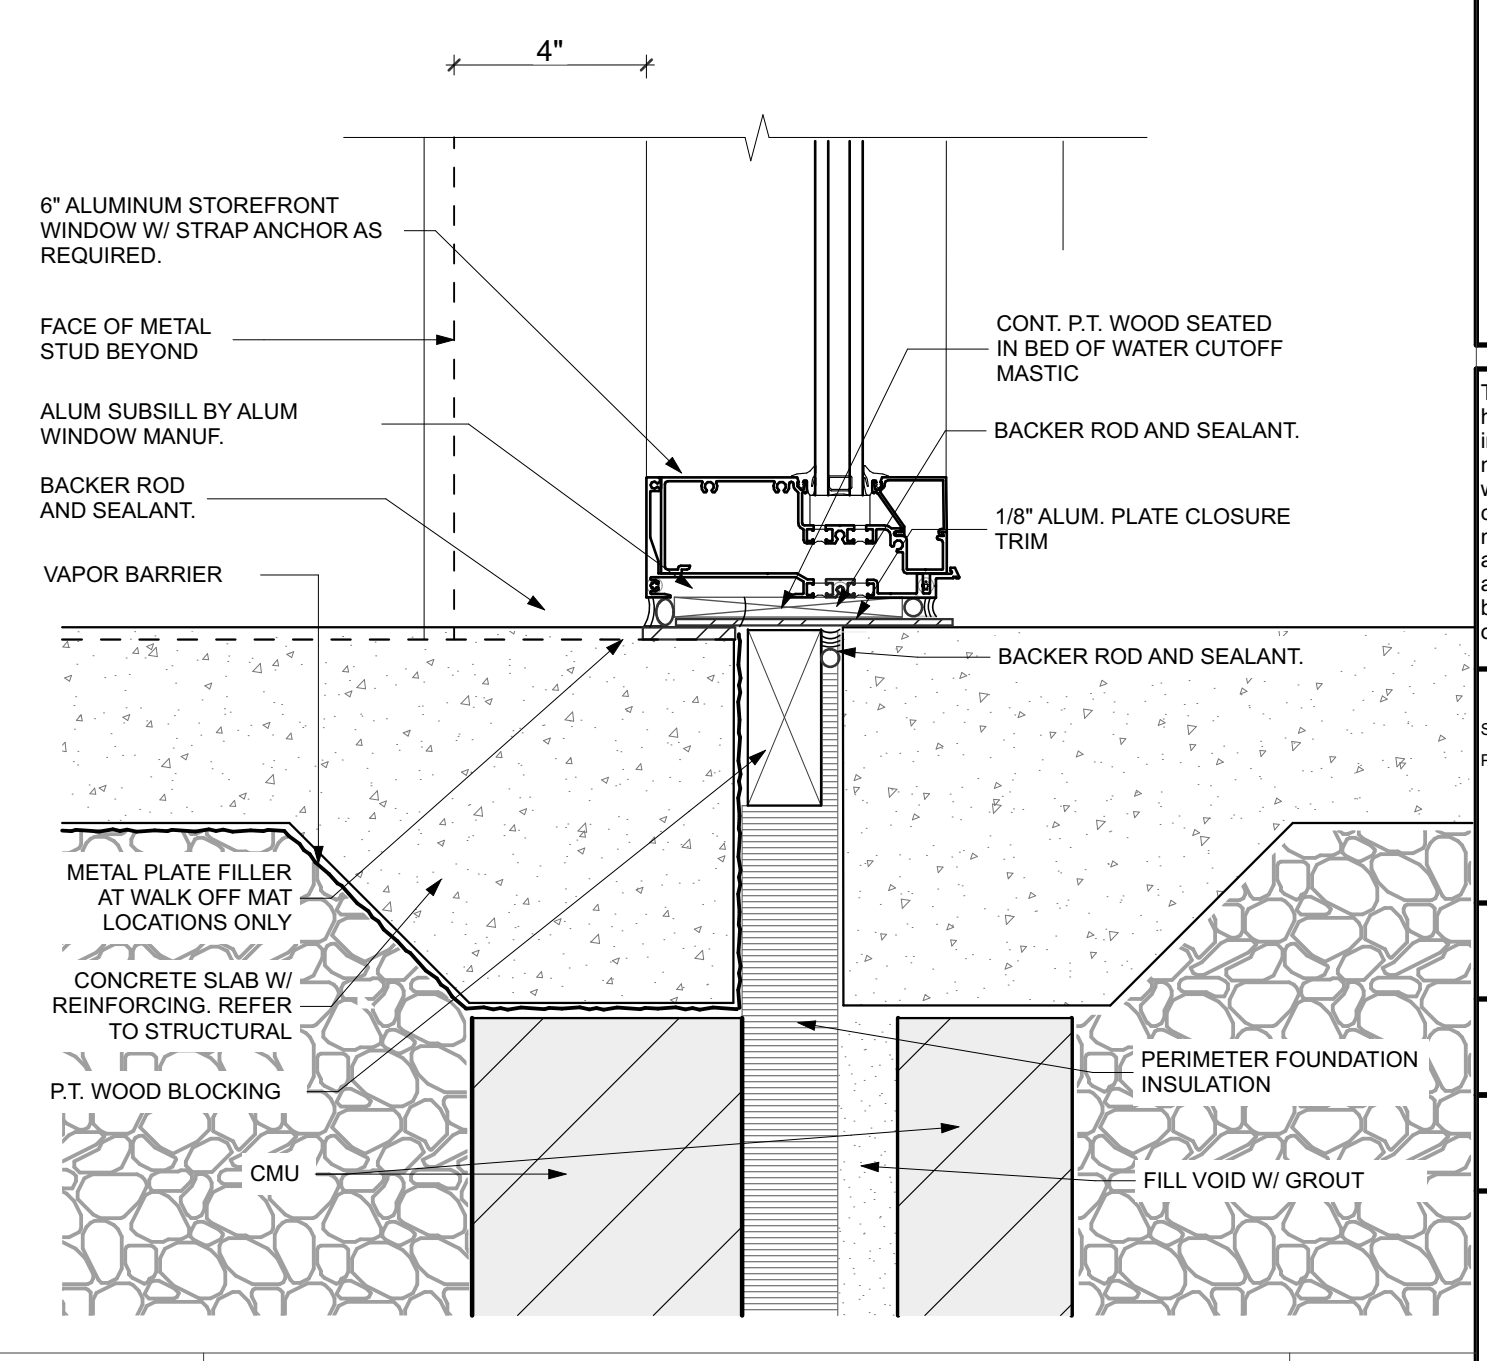 4"
6" ALUMINUM STOREFRONT
WINDOW W/ STRAP ANCHOR AS
REQUIRED.
FACE OF METAL
STUD BEYOND
ALUM SUBSILL BY ALUM
WINDOW MANUF.
BACKER ROD
AND SEALANT.
VAPOR BARRIER
CONT. P.T. WOOD SEATED
IN BED OF WATER CUTOFF
MASTIC
BACKER ROD AND SEALANT.
1/8" ALUM. PLATE CLOSURE
TRIM
BACKER ROD AND SEALANT.
METAL PLATE FILLER
AT WALK OFF MAT
LOCATIONS ONLY
CONCRETE SLAB W/
REINFORCING. REFER
TO STRUCTURAL
P.T. WOOD BLOCKING
CMU
PERIMETER FOUNDATION
INSULATION
FILL VOID W/ GROUT